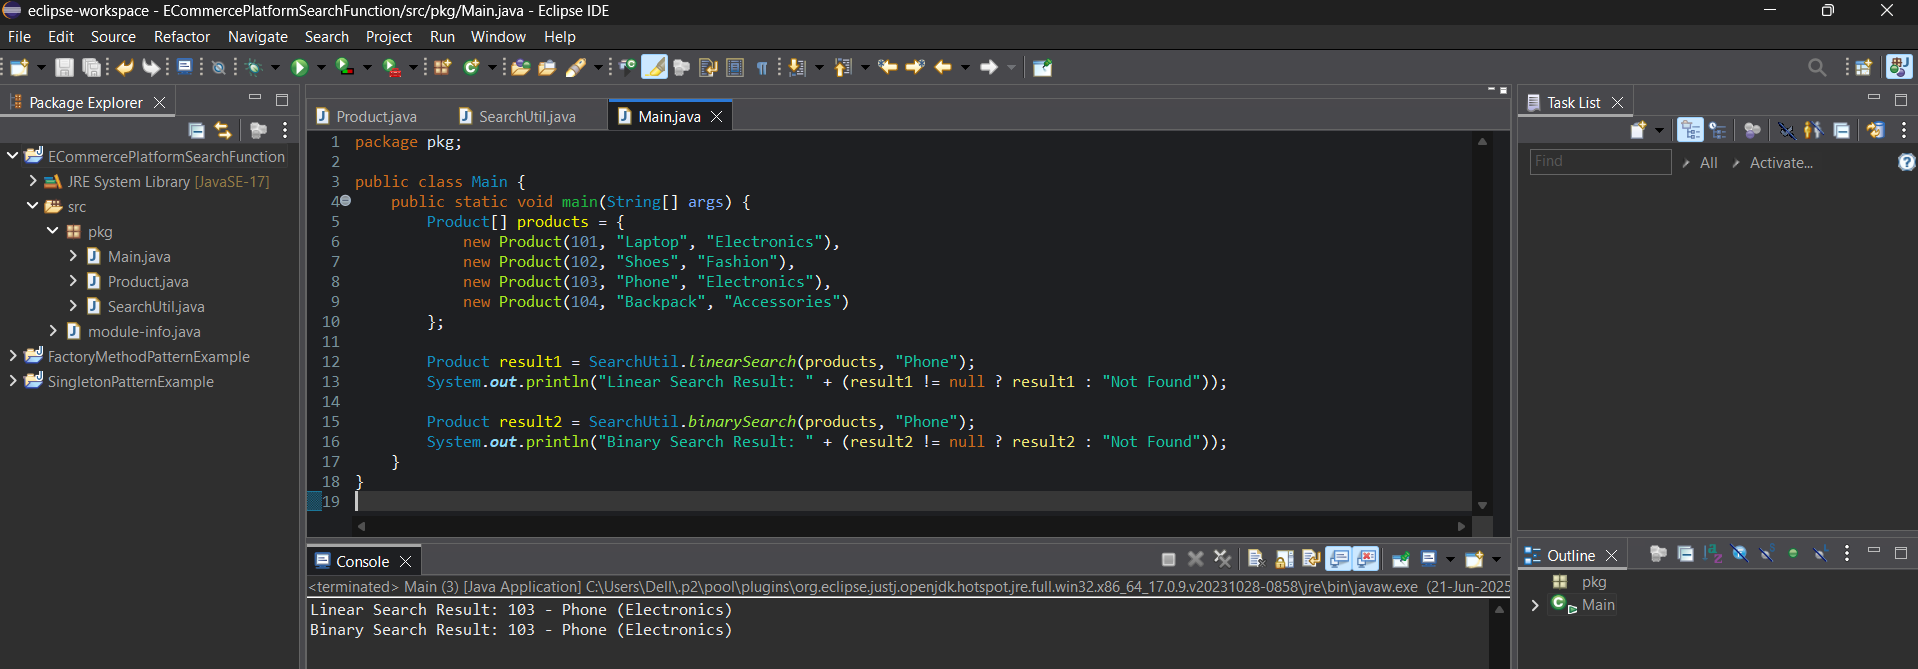 eclipse-workspace - ECommercePlatformSearchFunction/src/pkg/Main.java - Eclipse IDE
File Edit Source Refactor Navigate Search Project Run Window Help
Package Explorer
ECommercePlatformSearchFunction
JRE System Library [JavaSE-17]
src
pkg
Main.java
Product.java
SearchUtil.java
module-info.java
FactoryMethodPatternExample
SingletonPatternExample
Product.java SearchUtil.java Main.java
1 package pkg;
2
3 public class Main {
4     public static void main(String[] args) {
5         Product[] products = {
6             new Product(101, "Laptop", "Electronics"),
7             new Product(102, "Shoes", "Fashion"),
8             new Product(103, "Phone", "Electronics"),
9             new Product(104, "Backpack", "Accessories")
10         };
11
12         Product result1 = SearchUtil.linearSearch(products, "Phone");
13         System.out.println("Linear Search Result: " + (result1 != null ? result1 : "Not Found"));
14
15         Product result2 = SearchUtil.binarySearch(products, "Phone");
16         System.out.println("Binary Search Result: " + (result2 != null ? result2 : "Not Found"));
17     }
18 }
19
Console
<terminated> Main (3) [Java Application] C:\Users\Dell\.p2\pool\plugins\org.eclipse.justj.openjdk.hotspot.jre.full.win32.x86_64_17.0.9.v20231028-0858\jre\bin\javaw.exe (21-Jun-2025
Linear Search Result: 103 - Phone (Electronics)
Binary Search Result: 103 - Phone (Electronics)
Task List
Find All Activate...
Outline
pkg
Main